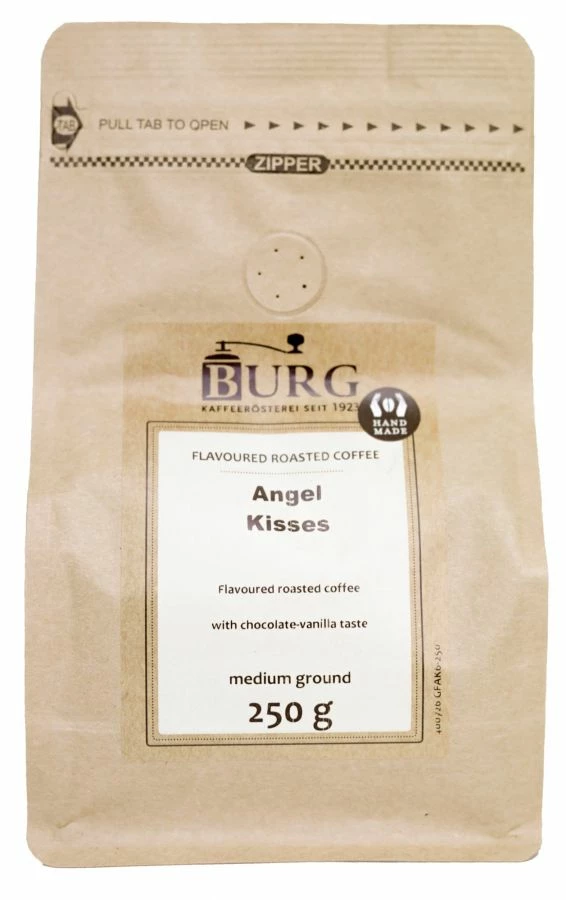 TAB
PULL TAB TO OPEN
ZIPPER
BURG
KAFFEERÖSTEREI SEIT 1923
HAND
MADE
FLAVOURED ROASTED COFFEE
Angel
Kisses
Flavoured roasted coffee
with chocolate-vanilla taste
medium ground
250 g